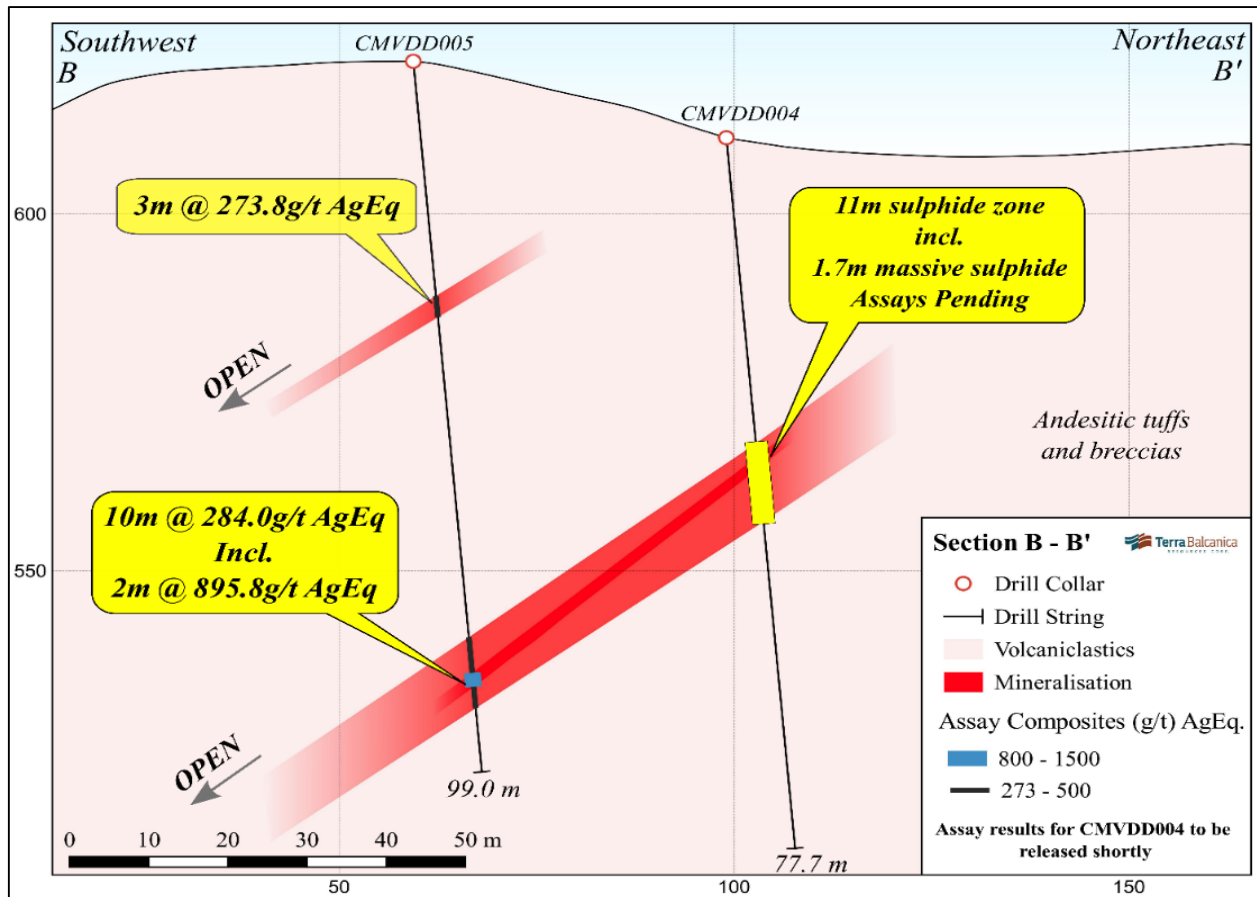 Southwest
B
CMVDD005
Northeast
B'
CMVDD004
600
3m @ 273.8g/t AgEq
11m sulphide zone
incl.
1.7m massive sulphide
Assays Pending
OPEN
Andesitic tuffs
and breccias
10m @ 284.0g/t AgEq
Incl.
2m @ 895.8g/t AgEq
550
OPEN
99.0 m
77.7 m
0 10 20 30 40 50 m
50
100
150
Section B - B'
TerraBalcanica
RESOURCES CORP.
Drill Collar
Drill String
Volcaniclastics
Mineralisation
Assay Composites (g/t) AgEq.
800 - 1500
273 - 500
Assay results for CMVDD004 to be
released shortly